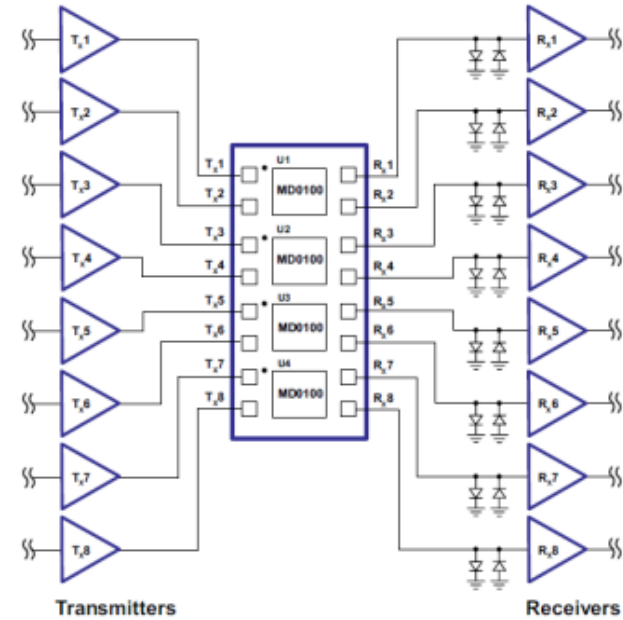 Tx1
Tx2
Tx3
Tx4
Tx5
Tx6
Tx7
Tx8
Transmitters
Tx1
Tx2
Tx3
Tx4
Tx5
Tx6
Tx7
Tx8
U1
MD0100
U2
MD0100
U3
MD0100
U4
MD0100
Rx1
Rx2
Rx3
Rx4
Rx5
Rx6
Rx7
Rx8
Rx1
Rx2
Rx3
Rx4
Rx5
Rx6
Rx7
Rx8
Receivers